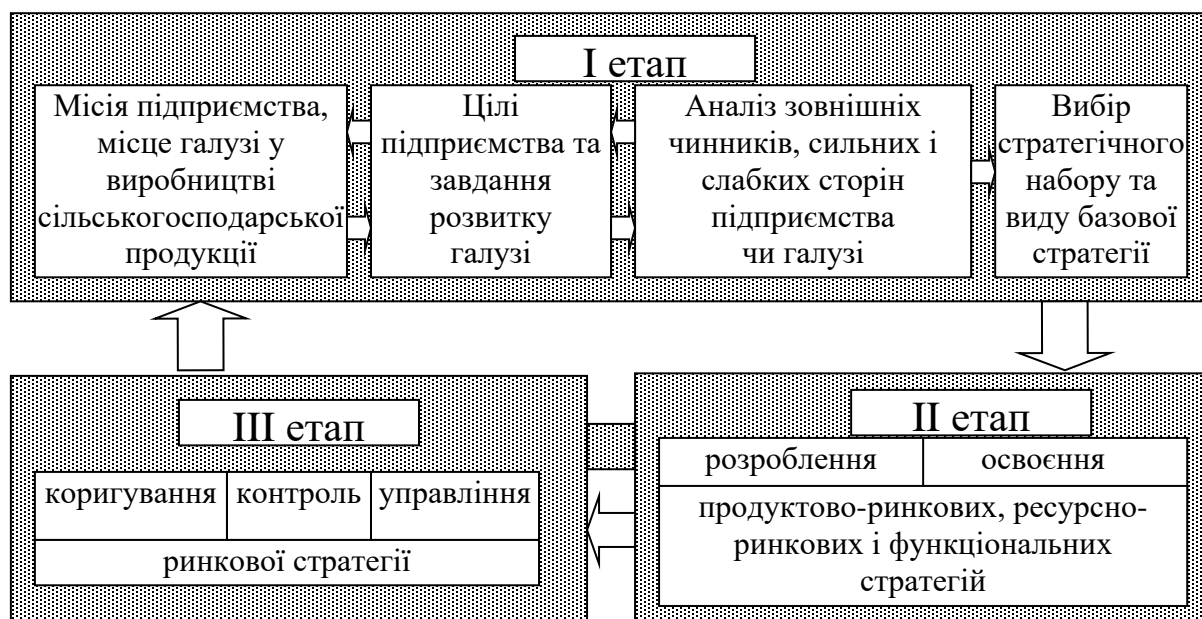 І етап
Місія підприємства,
місце галузі у
виробництві
сільськогосподарської
продукції
Цілі
підприємства та
завдання
розвитку
галузі
Аналіз зовнішніх
чинників, сильних і
слабких сторін
підприємства
чи галузі
Вибір
стратегічного
набору та
виду базової
стратегії
ІІІ етап
коригування
контроль
управління
ринкової стратегії
ІІ етап
розроблення
освоєння
продуктово-ринкових, ресурсно-
ринкових і функціональних
стратегій